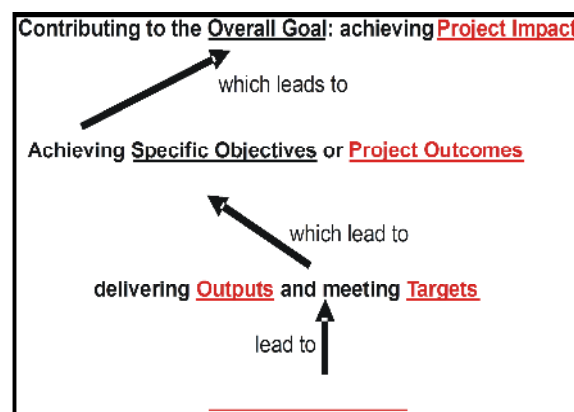 Contributing to the Overall Goal: achieving Project Impact
which leads to
Achieving Specific Objectives or Project Outcomes
which lead to
delivering Outputs and meeting Targets
lead to